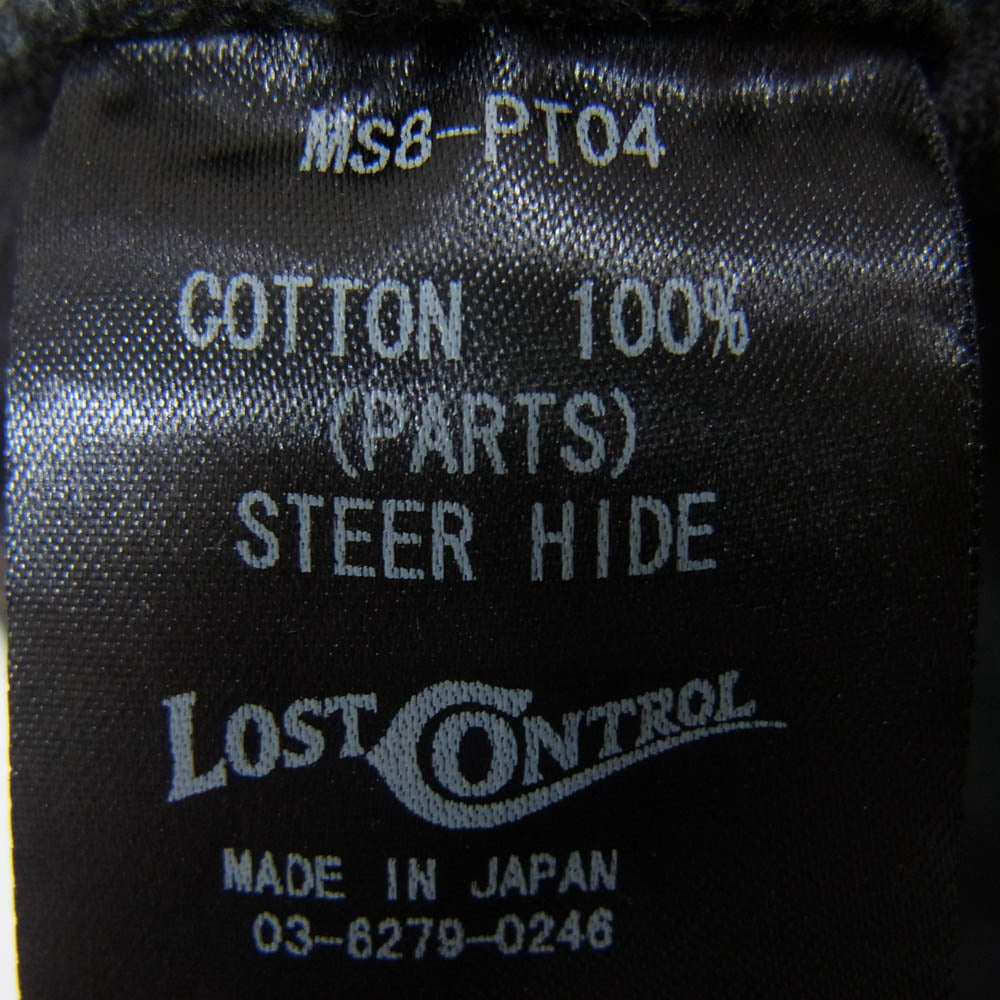 MS8-PT04
COTTON 100%
(PARTS)
STEER HIDE
LOST CONTROL
MADE IN JAPAN
03-6279-0246